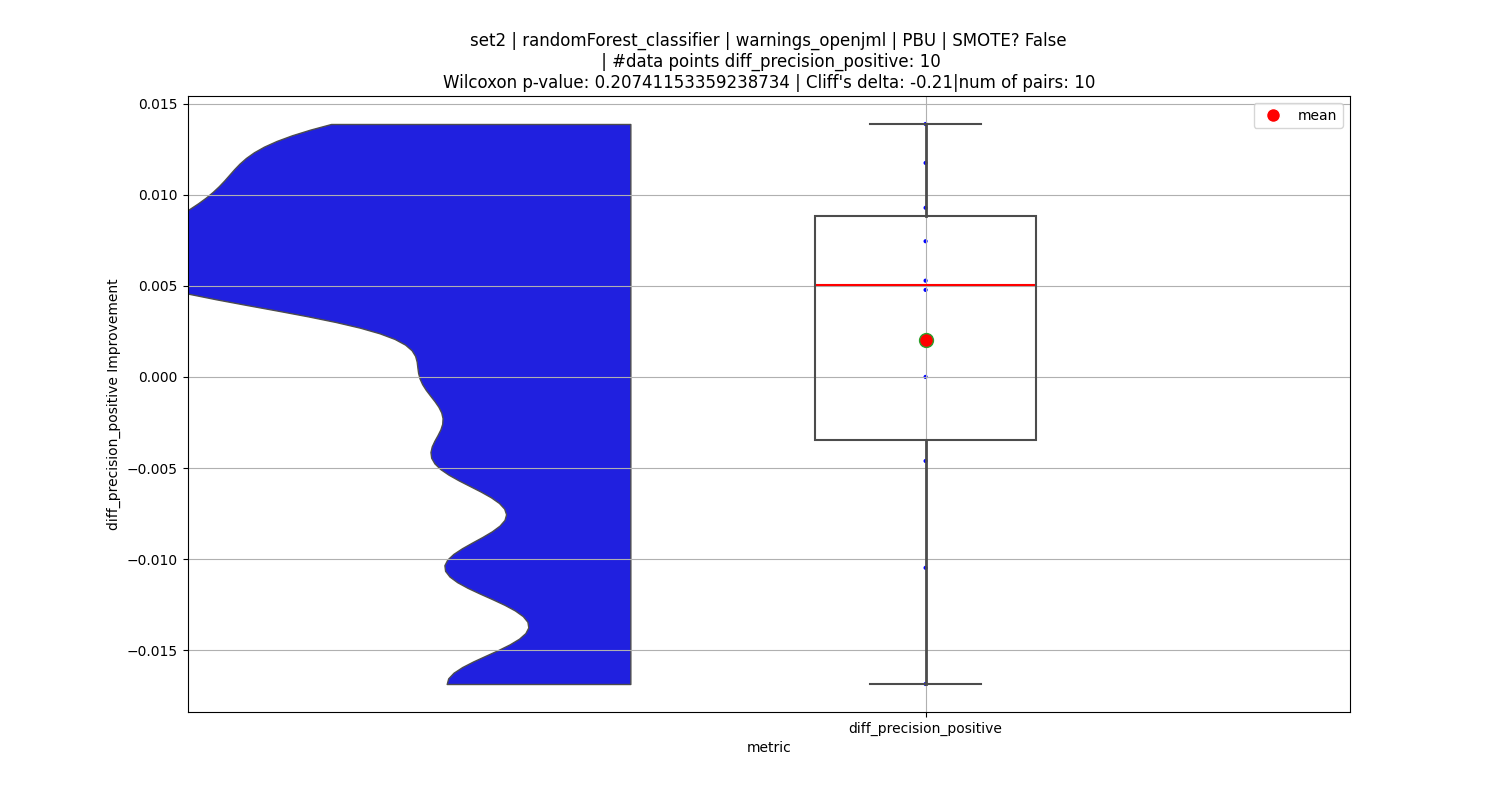 set2 | randomForest_classifier | warnings_openjml | PBU | SMOTE? False
| #data points diff_precision_positive: 10
Wilcoxon p-value: 0.20741153359238734 | Cliff's delta: -0.21|num of pairs: 10
mean
0.015
0.010
0.005
0.000
−0.005
−0.010
−0.015
diff_precision_positive Improvement
diff_precision_positive
metric